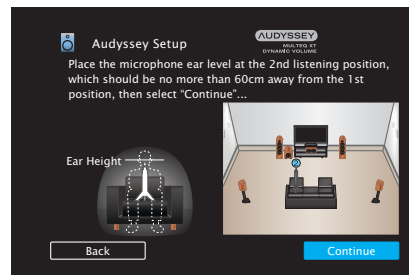 Audyssey Setup
AUDYSSEY
MULTEQ XT
DYNAMIC VOLUME
Place the microphone ear level at the 2nd listening position,
which should be no more than 60cm away from the 1st
position, then select “Continue”...
Ear Height
2
Back
Continue